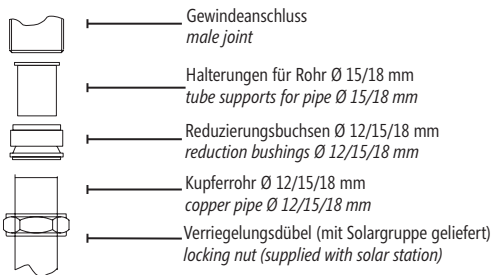 Gewindeanschluss
male joint
Halterungen für Rohr Ø 15/18 mm
tube supports for pipe Ø 15/18 mm
Reduzierungsbuchsen Ø 12/15/18 mm
reduction bushings Ø 12/15/18 mm
Kupferrohr Ø 12/15/18 mm
copper pipe Ø 12/15/18 mm
Verriegelungsdübel (mit Solargruppe geliefert)
locking nut (supplied with solar station)